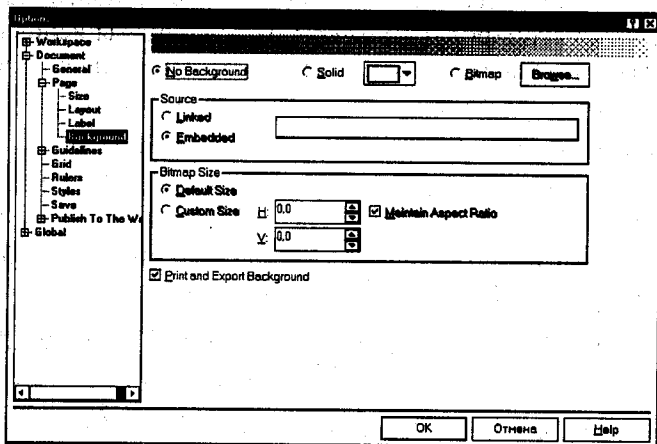 Options
Workspace
Document
General
Page
Size
Layout
Label
Background
Guidelines
Grid
Rulers
Styles
Save
Publish To The We
Global
No Background
Solid
Bitmap
Browse...
Source
Linked
Embedded
Bitmap Size
Default Size
Custom Size
H: 0,0
Maintain Aspect Ratio
V: 0,0
Print and Export Background
OK
Отмена
Help